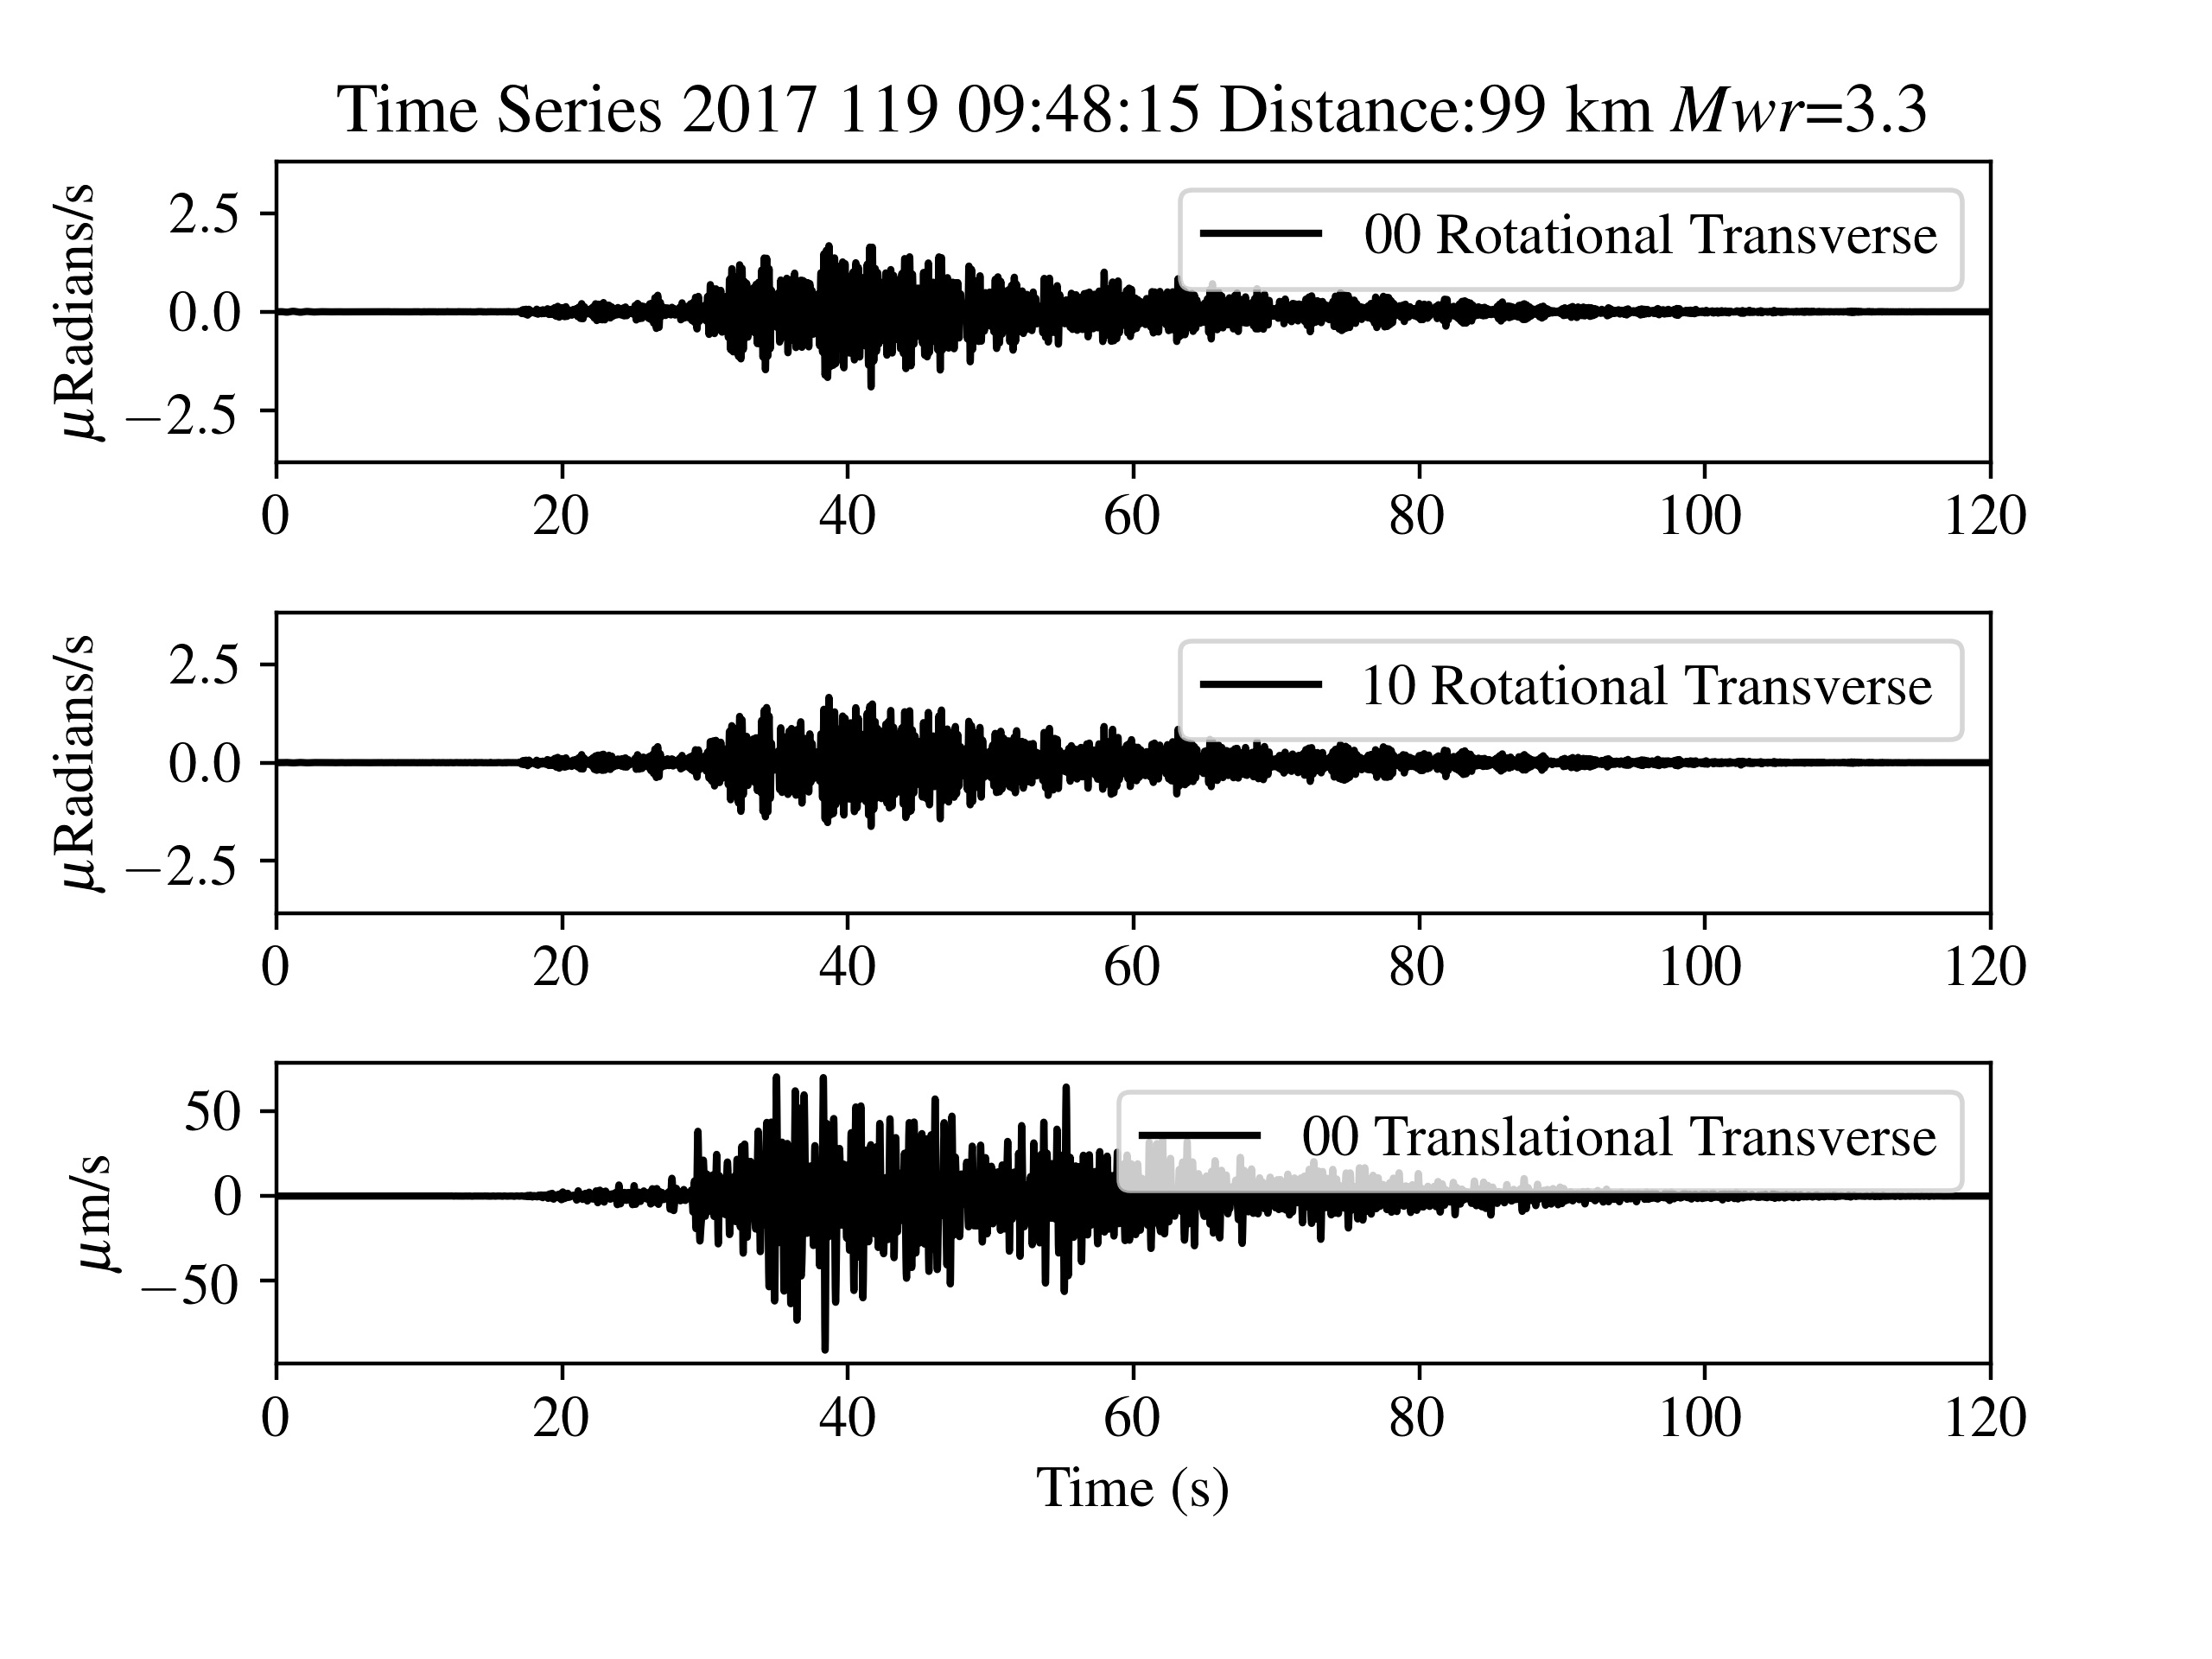 Time Series 2017 119 09:48:15 Distance:99 km Mwr=3.3
µRadians/s
2.5
0.0
−2.5
00 Rotational Transverse
0 20 40 60 80 100 120
µRadians/s
2.5
0.0
−2.5
10 Rotational Transverse
0 20 40 60 80 100 120
µm/s
50
0
−50
00 Translational Transverse
0 20 40 60 80 100 120
Time (s)